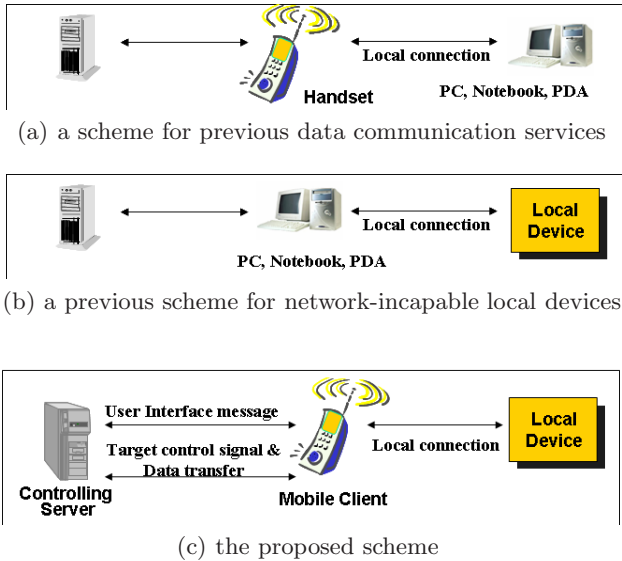 Local connection
Handset
PC, Notebook, PDA
(a) a scheme for previous data communication services
Local connection
Local
Device
PC, Notebook, PDA
(b) a previous scheme for network-incapable local devices
User Interface message
Target control signal &
Data transfer
Controlling
Server
Mobile Client
Local connection
Local
Device
(c) the proposed scheme